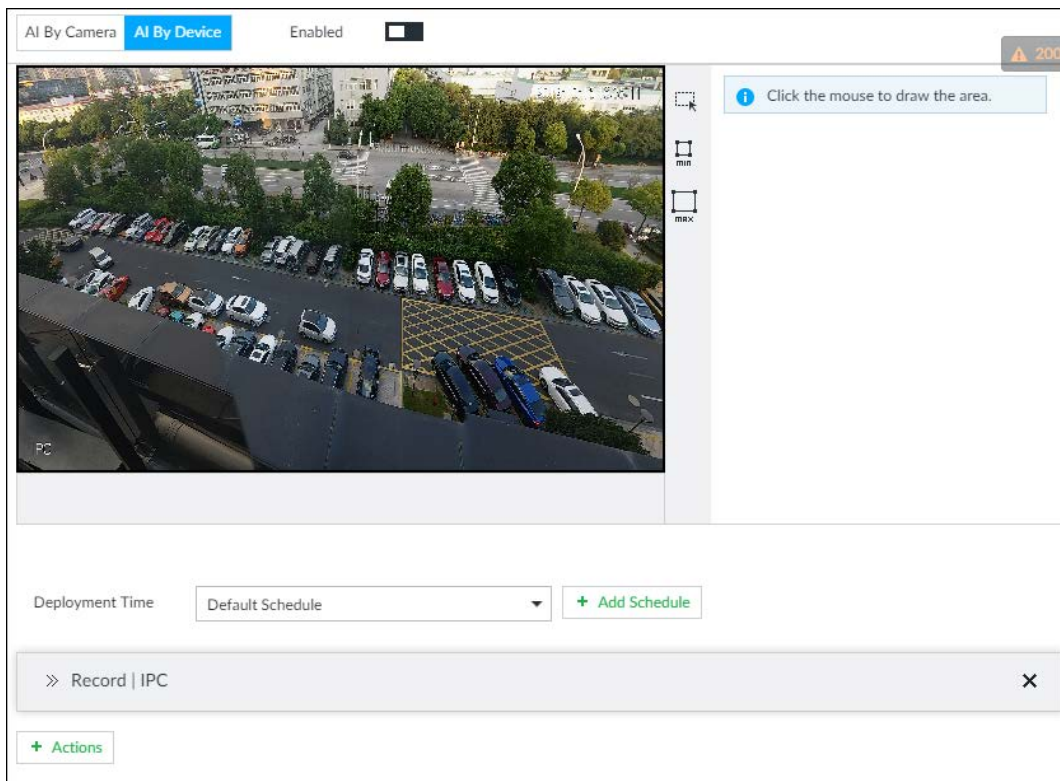 AI By Camera AI By Device Enabled
200
Click the mouse to draw the area.
min
max
PC
Deployment Time Default Schedule + Add Schedule
Record | IPC
+ Actions